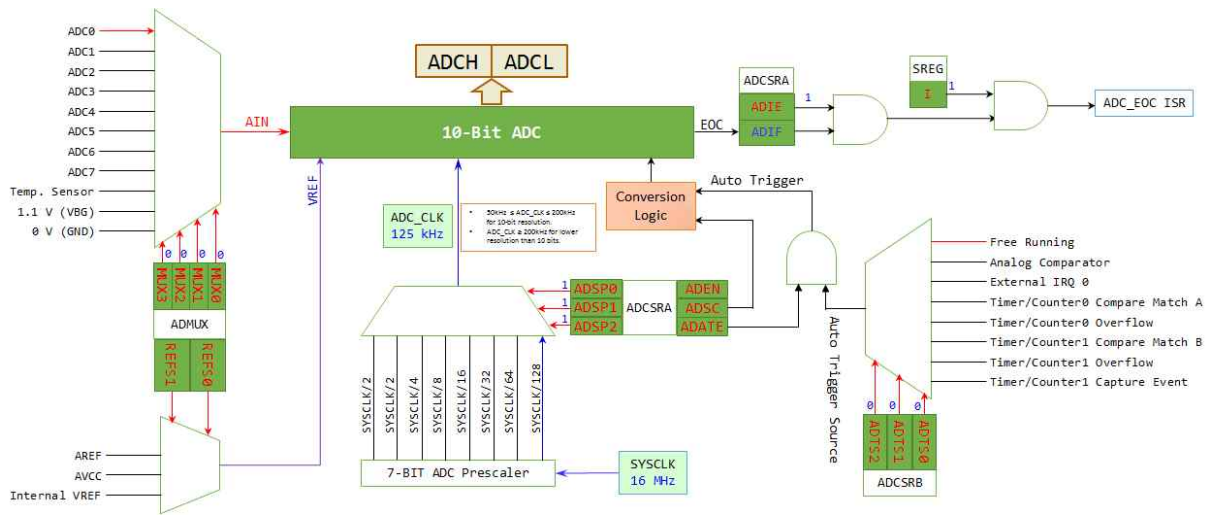 ADC0
ADC1
ADC2
ADC3
ADC4
ADC5
ADC6
ADC7
Temp. Sensor
1.1 V (VBG)
0 V (GND)
0
0
0
0
MUX3
MUX2
MUX1
MUX0
ADMUX
REFS1
REFS0
AREF
AVCC
Internal VREF
AIN
VREF
ADCH
ADCL
10-Bit ADC
EOC
ADCSRA
ADIE
ADIF
1
SREG
I
1
ADC_EOC ISR
ADC_CLK
125 kHz
• 50kHz ≤ ADC_CLK ≤ 200kHz
for 10-bit resolution.
• ADC_CLK ≥ 200kHz for lower
resolution than 10 bits.
Conversion
Logic
Auto Trigger
1
1
1
ADSP0
ADSP1
ADSP2
ADCSRA
ADEN
ADSC
ADATE
SYSCLK/2
SYSCLK/2
SYSCLK/4
SYSCLK/8
SYSCLK/16
SYSCLK/32
SYSCLK/64
SYSCLK/128
7-BIT ADC Prescaler
SYSCLK
16 MHz
Auto Trigger
Source
Free Running
Analog Comparator
External IRQ 0
Timer/Counter0 Compare Match A
Timer/Counter0 Overflow
Timer/Counter1 Compare Match B
Timer/Counter1 Overflow
Timer/Counter1 Capture Event
0
0
0
ADTS2
ADTS1
ADTS0
ADCSRB